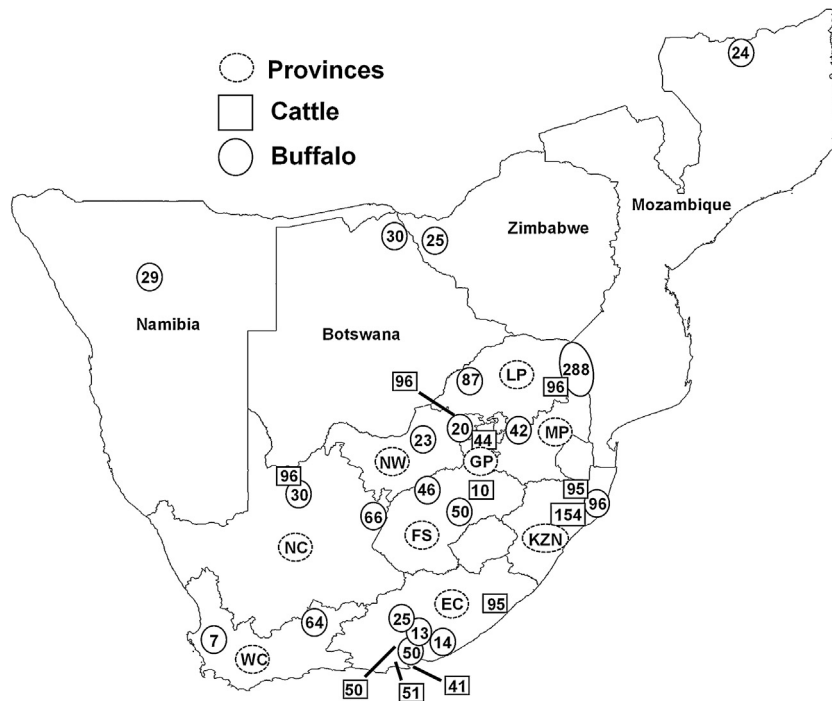 24
Provinces
Cattle
Buffalo
Mozambique
Zimbabwe
30
25
29
Namibia
Botswana
288
87
LP
96
96
20
42
MP
23
44
NW
GP
96
30
46
10
95
96
50
154
66
FS
KZN
NC
EC
95
25
64
13
7
14
50
WC
50
51
41